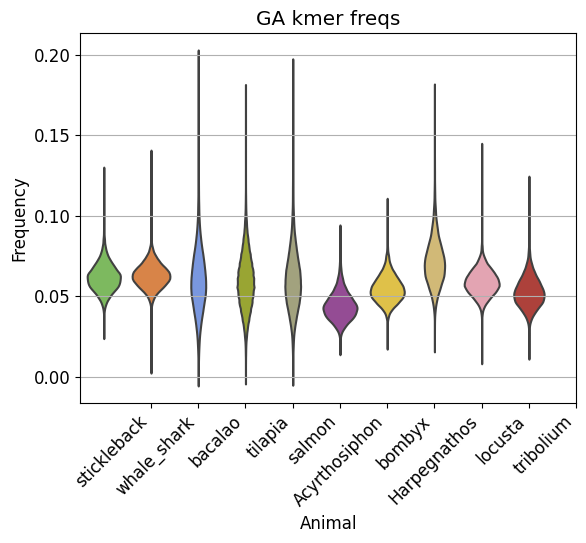 GA kmer freqs
Frequency
0.20
0.15
0.10
0.05
0.00
stickleback
whale_shark
bacalao
tilapia
salmon
Acyrthosiphon
bombyx
Harpegnathos
locusta
tribolium
Animal